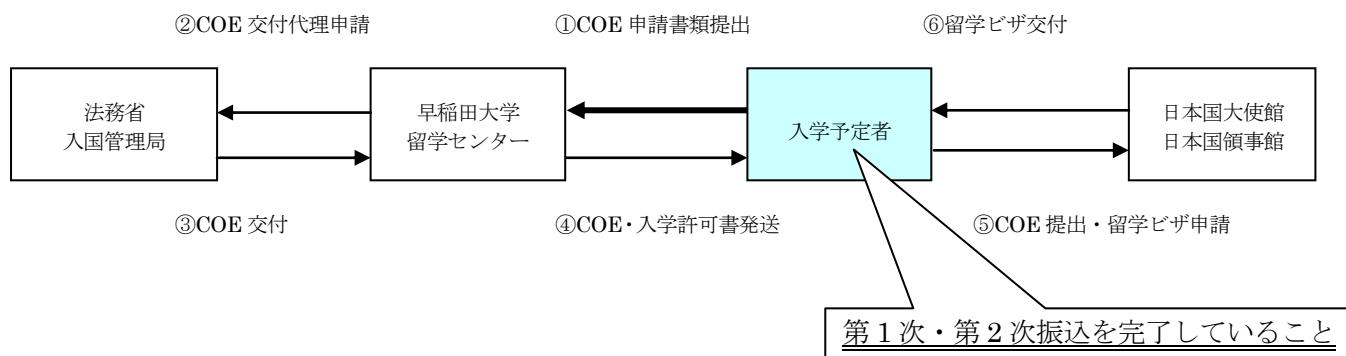 ②COE 交付代理申請
①COE 申請書類提出
⑥留学ビザ交付
法務省
入国管理局
早稲田大学
留学センター
入学予定者
日本国大使館
日本国領事館
③COE 交付
④COE・入学許可書発送
⑤COE 提出・留学ビザ申請
第1次・第2次振込を完了していること